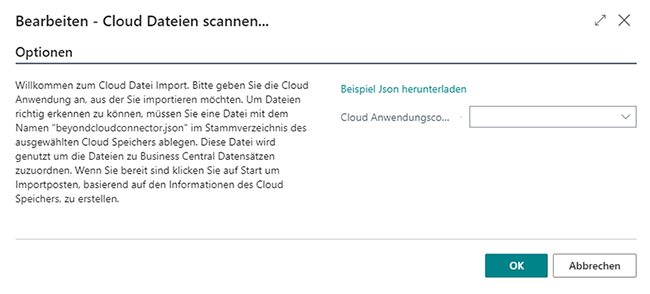 Bearbeiten - Cloud Dateien scannen...
Optionen
Willkommen zum Cloud Datei Import. Bitte geben Sie die Cloud
Anwendung an, aus der Sie importieren möchten. Um Dateien
richtig erkennen zu können, müssen Sie eine Datei mit dem
Namen "beyondcloudconnector.json" im Stammverzeichnis des
ausgewählten Cloud Speichers ablegen. Diese Datei wird
genutzt um die Dateien zu Business Central Datensätzen
zuzuordnen. Wenn Sie bereit sind klicken Sie auf Start um
Importposten, basierend auf den Informationen des Cloud
Speichers, zu erstellen.
Beispiel Json herunterladen
Cloud Anwendungsco...
OK
Abbrechen